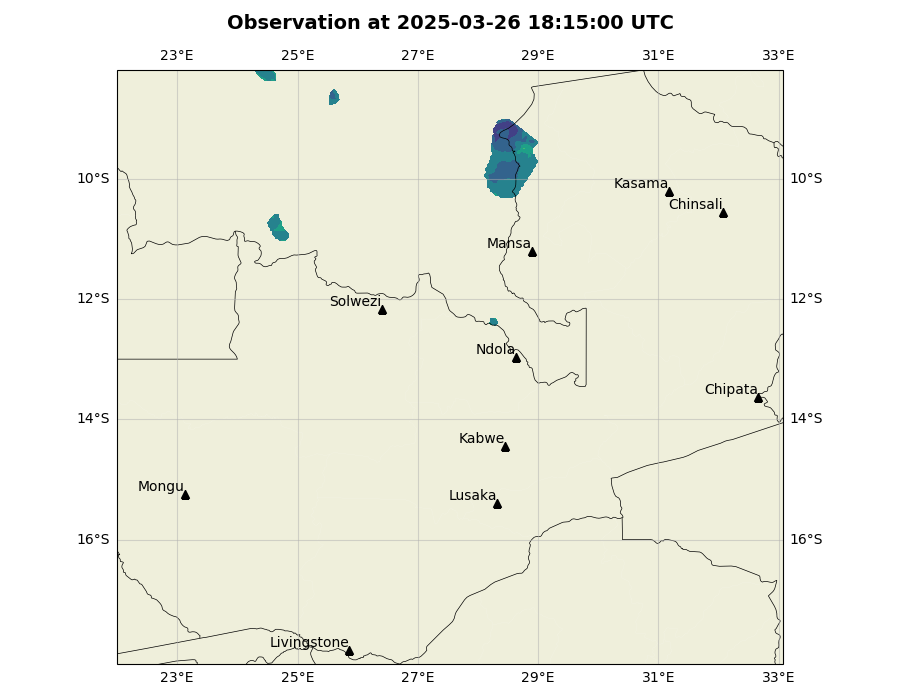 Observation at 2025-03-26 18:15:00 UTC
23°E 25°E 27°E 29°E 31°E 33°E
10°S 10°S
Kasama
Chinsali
Mansa
12°S 12°S
Solwezi
Ndola
Chipata
14°S 14°S
Kabwe
Mongu
Lusaka
16°S 16°S
Livingstone
23°E 25°E 27°E 29°E 31°E 33°E